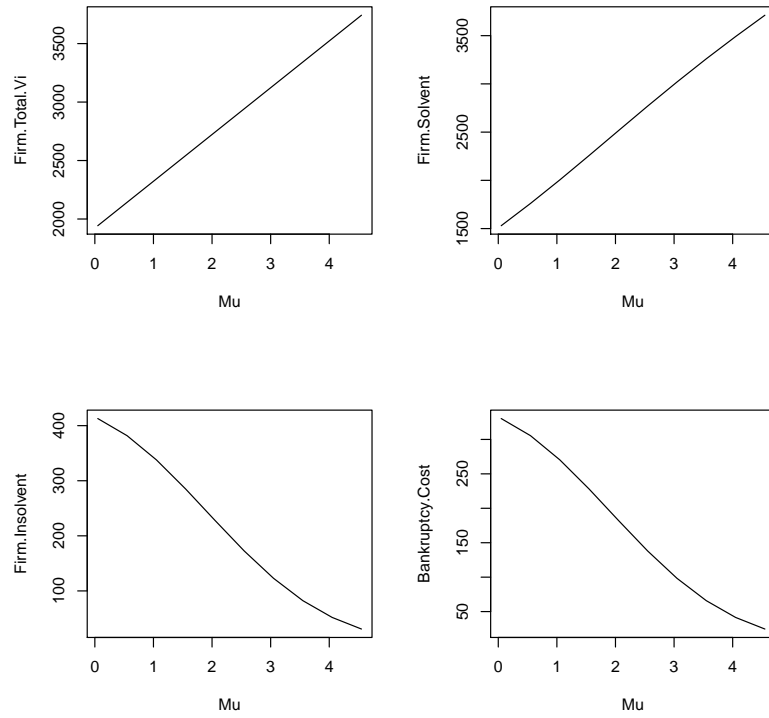 Firm.Total.Vi
3500
3000
2500
2000
0 1 2 3 4
Mu
Firm.Solvent
3500
2500
1500
0 1 2 3 4
Mu
Firm.Insolvent
400
300
200
100
0 1 2 3 4
Mu
Bankruptcy.Cost
250
150
50
0 1 2 3 4
Mu